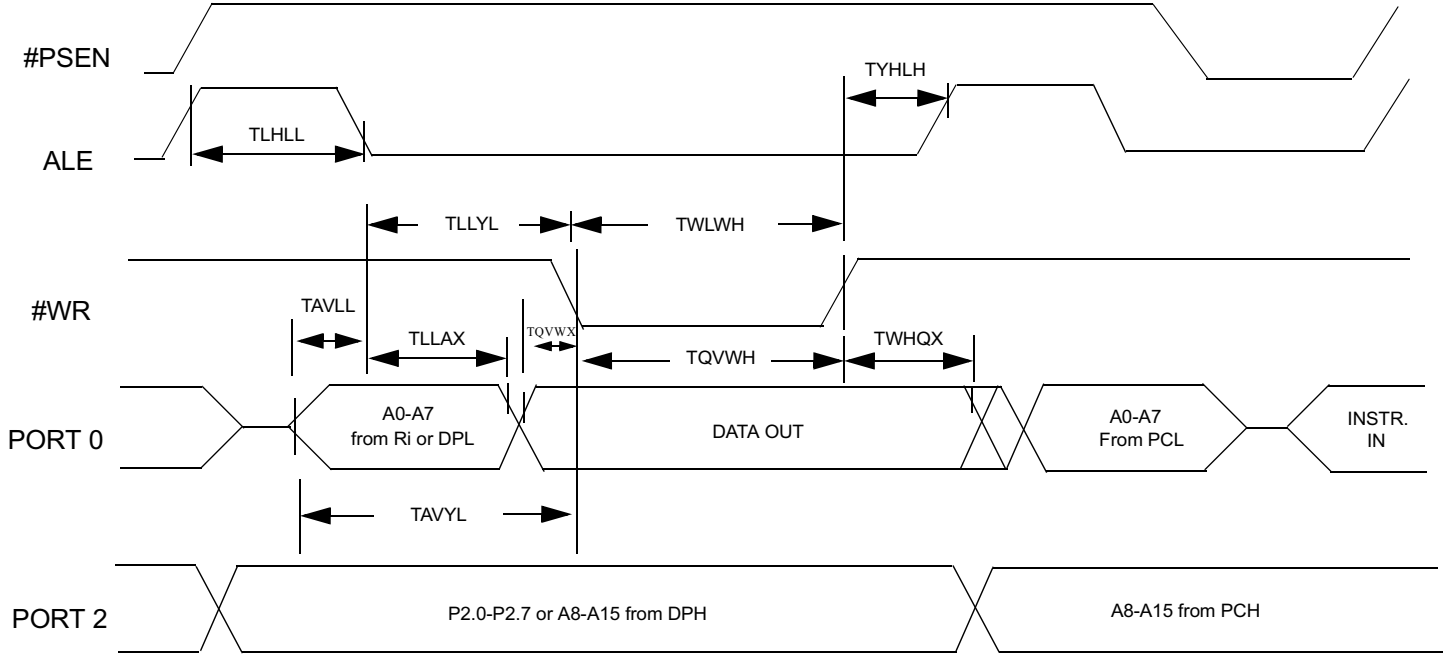 #PSEN
TYHLH
TLHLL
ALE
TLLYL
TWLWH
#WR
TAVLL
TQVWX
TLLAX
TQVWH
TWHQX
PORT 0
A0-A7
from Ri or DPL
DATA OUT
A0-A7
From PCL
INSTR.
IN
TAVYL
PORT 2
P2.0-P2.7 or A8-A15 from DPH
A8-A15 from PCH